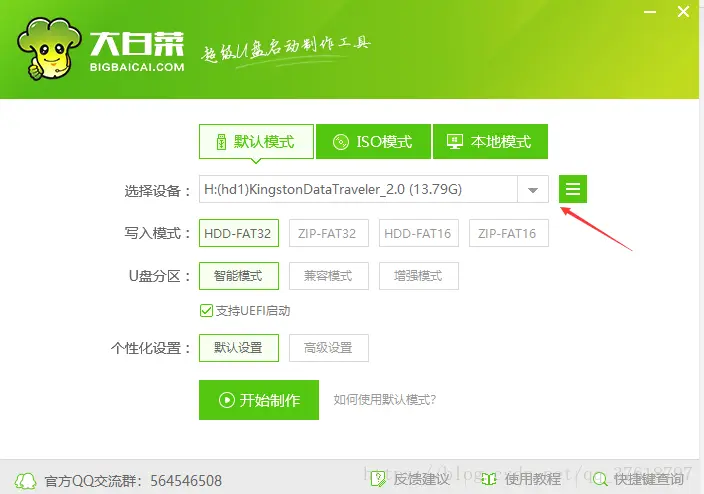 大白菜
BIGBAICAI.COM
超级U盘启动制作工具
默认模式 ISO模式 本地模式
选择设备： H:(hd1)KingstonDataTraveler_2.0 (13.79G)
写入模式： HDD-FAT32 ZIP-FAT32 HDD-FAT16 ZIP-FAT16
U盘分区： 智能模式 兼容模式 增强模式
支持UEFI启动
个性化设置： 默认设置 高级设置
开始制作 如何使用默认模式？
官方QQ交流群：564546508 反馈建议 使用教程 快捷键查询
https://blog.csdn.net/qq_37618797